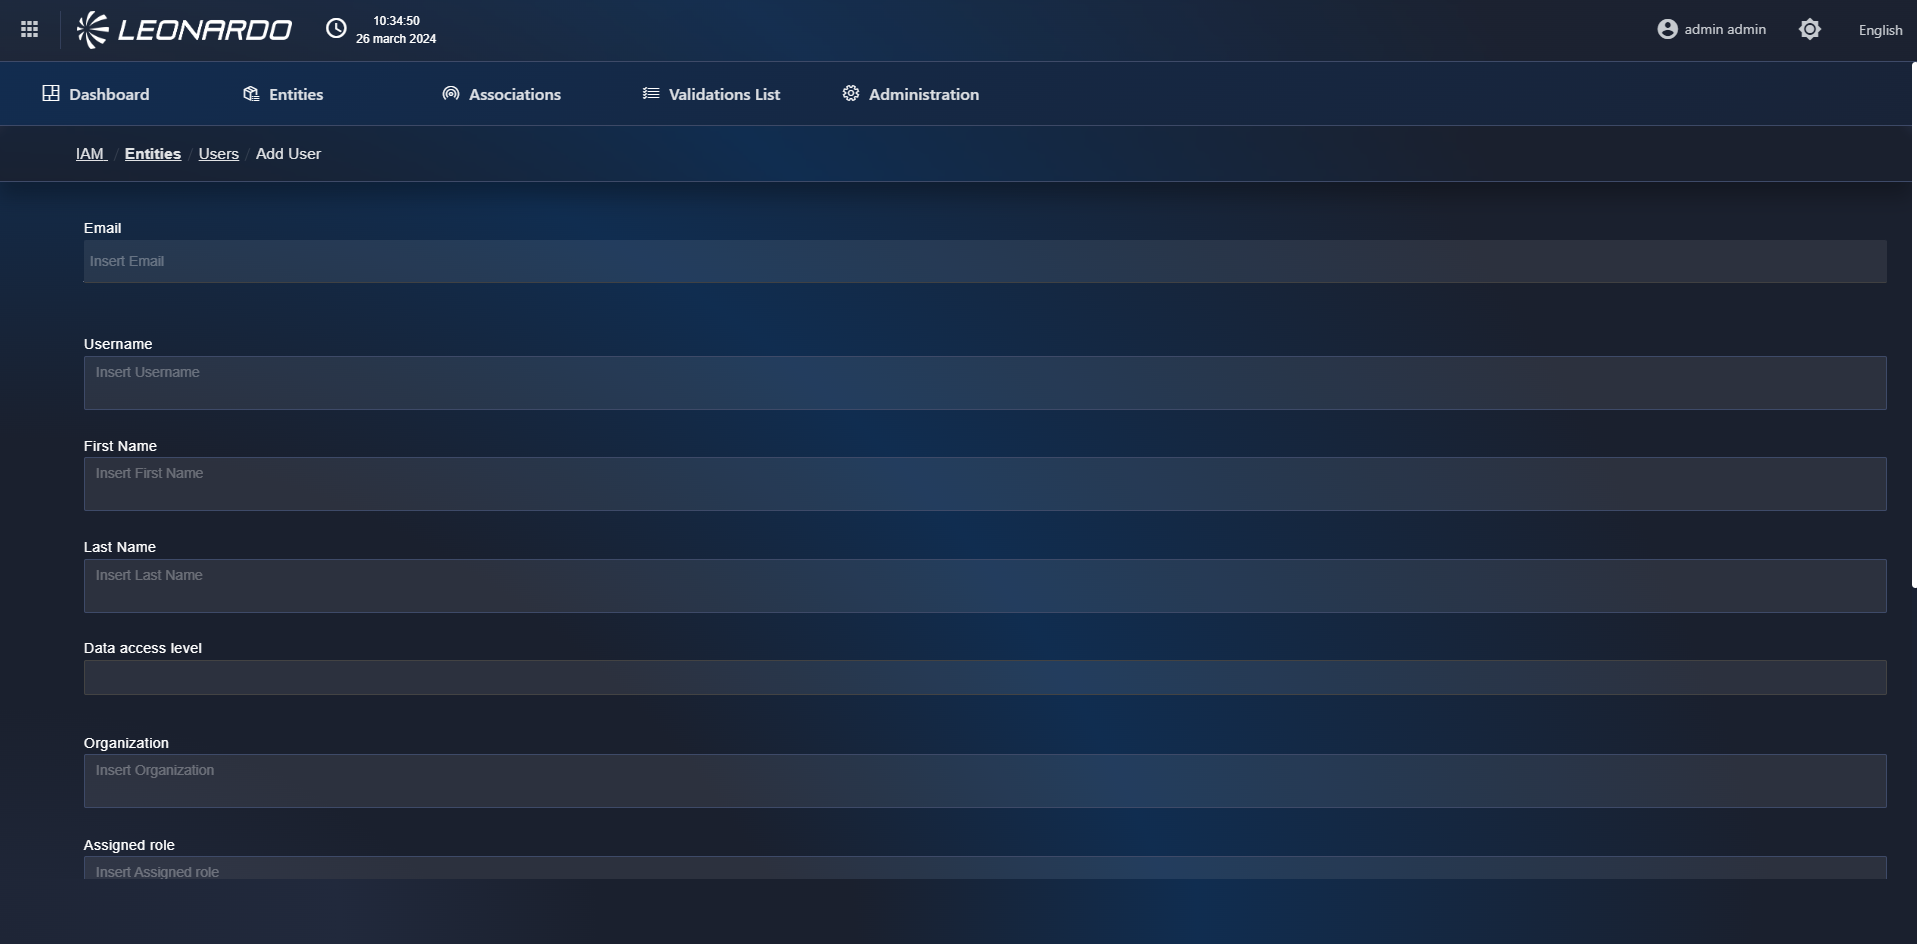 LEONARDO
10:34:50
26 march 2024
admin admin
English
Dashboard
Entities
Associations
Validations List
Administration
IAM / Entities / Users / Add User
Email
Insert Email
Username
Insert Username
First Name
Insert First Name
Last Name
Insert Last Name
Data access level
Organization
Insert Organization
Assigned role
Insert Assigned role